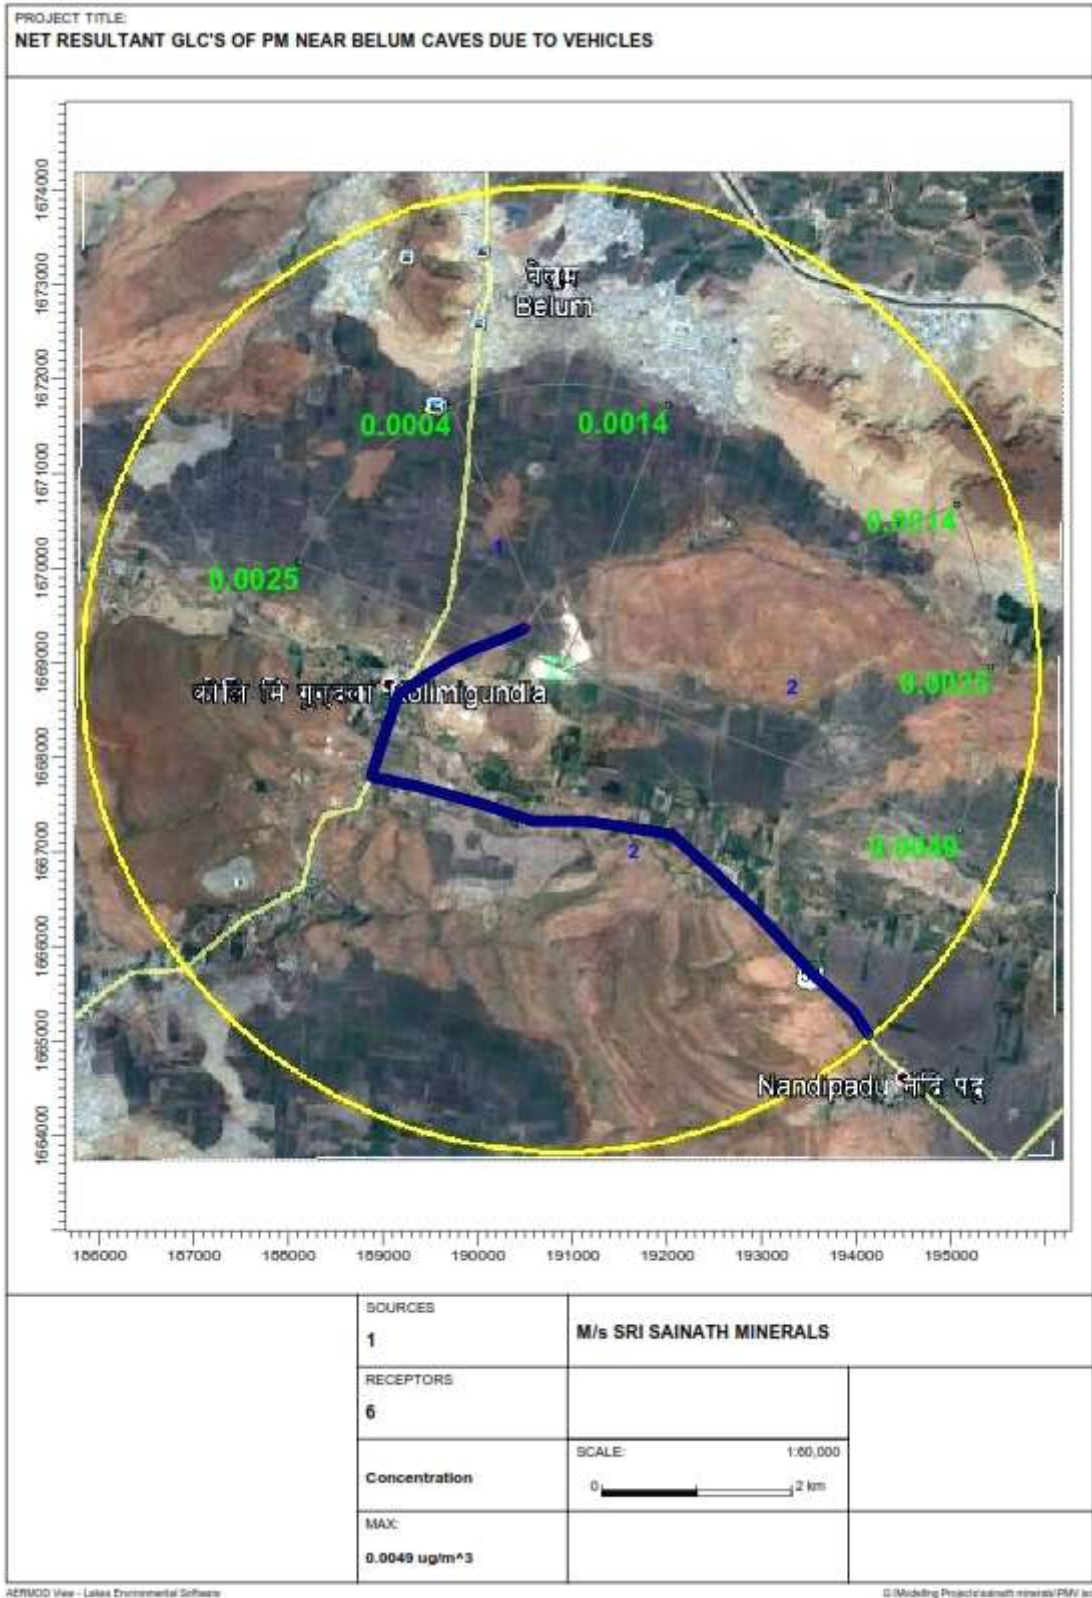 PROJECT TITLE:
NET RESULTANT GLC'S OF PM NEAR BELUM CAVES DUE TO VEHICLES
1674000
1673000
1672000
1671000
1670000
1669000
1668000
1667000
1666000
1665000
1664000
Belum
0.0004
0.0014
0.0014
1
0.0025
Kolimigundla
2
0.0025
2
0.0049
Nandipadu
186000 187000 188000 189000 190000 191000 192000 193000 194000 195000
SOURCES
1
M/s SRI SAINATH MINERALS
RECEPTORS
6
Concentration
SCALE: 1:60,000
0 2 km
MAX:
0.0049 ug/m^3
AERMOD View - Lakes Environmental Software